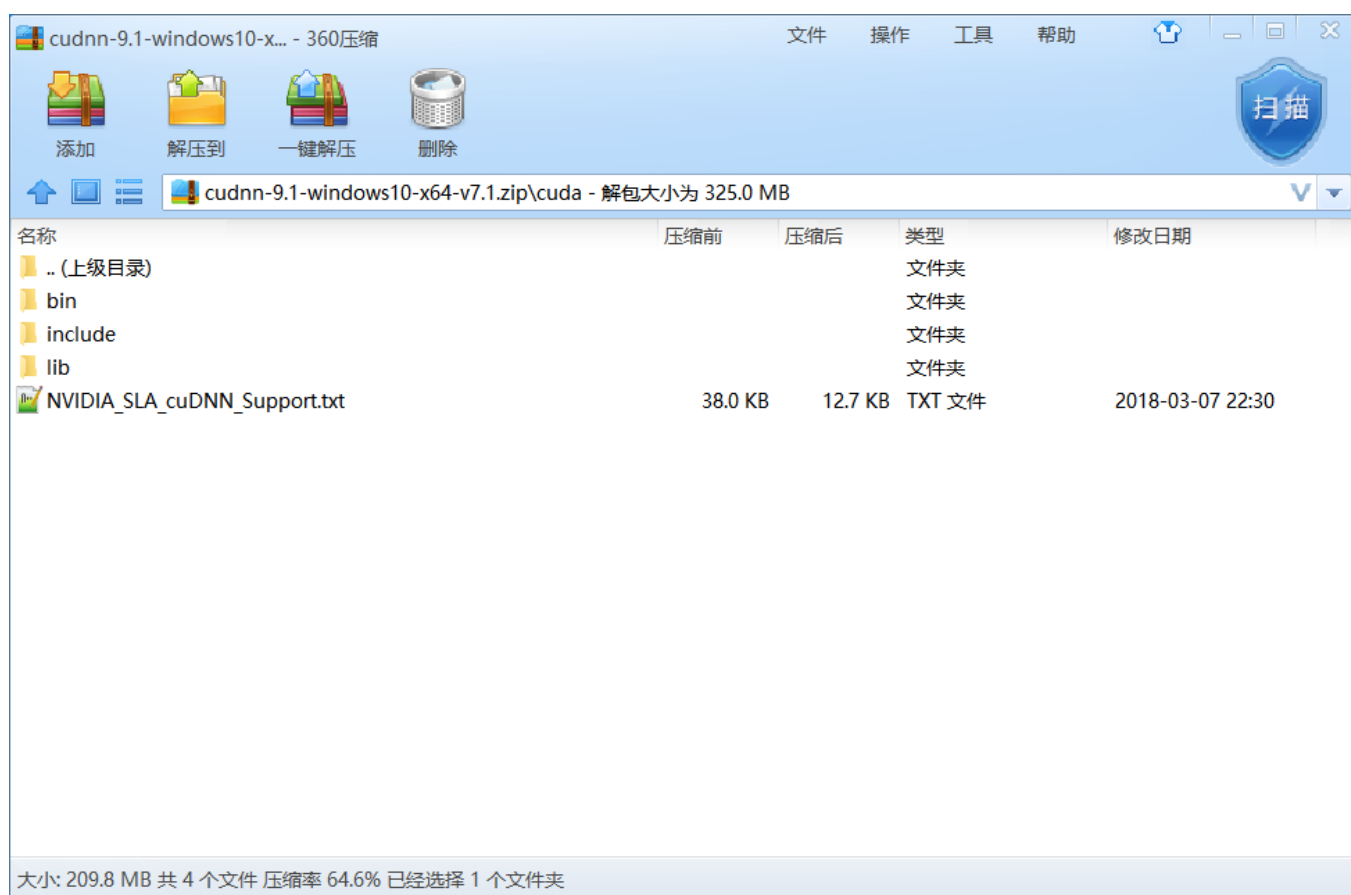 cudnn-9.1-windows10-x... - 360压缩 文件 操作 工具 帮助
添加 解压到 一键解压 删除 扫描
cudnn-9.1-windows10-x64-v7.1.zip\cuda - 解包大小为 325.0 MB
名称 压缩前 压缩后 类型 修改日期
.. (上级目录) 文件夹
bin 文件夹
include 文件夹
lib 文件夹
NVIDIA_SLA_cuDNN_Support.txt 38.0 KB 12.7 KB TXT 文件 2018-03-07 22:30
大小: 209.8 MB 共 4 个文件 压缩率 64.6% 已经选择 1 个文件夹